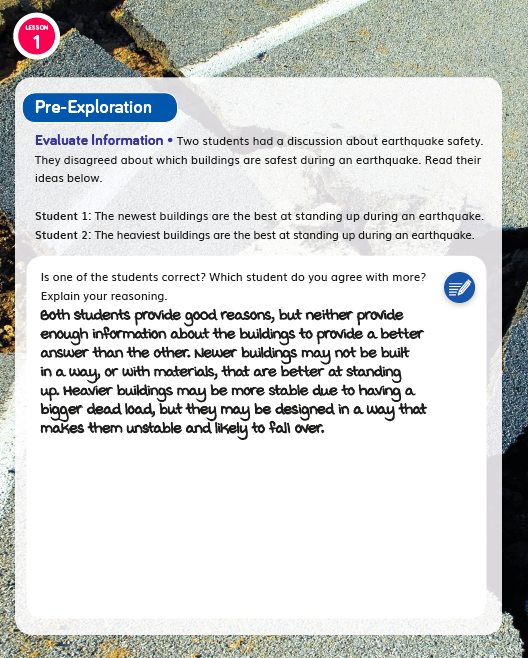 LESSON
1
Pre-Exploration
Evaluate Information • Two students had a discussion about earthquake safety.
They disagreed about which buildings are safest during an earthquake. Read their
ideas below.
Student 1: The newest buildings are the best at standing up during an earthquake.
Student 2: The heaviest buildings are the best at standing up during an earthquake.
Is one of the students correct? Which student do you agree with more?
Explain your reasoning.
Both students provide good reasons, but neither provide
enough information about the buildings to provide a better
answer than the other. Newer buildings may not be built
in a way, or with materials, that are better at standing
up. Heavier buildings may be more stable due to having a
bigger dead load, but they may be designed in a way that
makes them unstable and likely to fall over.